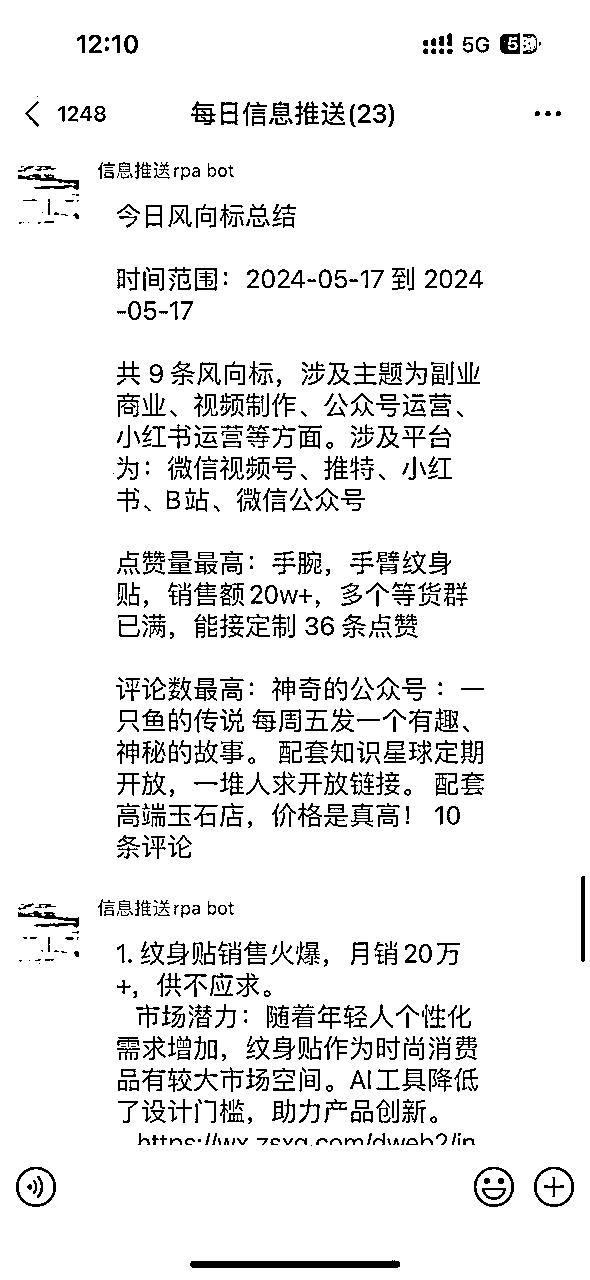 12:10
5G 5
1248
每日信息推送(23)
信息推送rpa bot
今日风向标总结
时间范围：2024-05-17 到 2024
-05-17
共 9 条风向标，涉及主题为副业
商业、视频制作、公众号运营、
小红书运营等方面。涉及平台
为：微信视频号、推特、小红
书、B站、微信公众号
点赞量最高：手腕，手臂纹身
贴，销售额20w+，多个等货群
已满，能接定制 36 条点赞
评论数最高：神奇的公众号 ：一
只鱼的传说 每周五发一个有趣、
神秘的故事。 配套知识星球定期
开放，一堆人求开放链接。 配套
高端玉石店，价格是真高！ 10
条评论
信息推送rpa bot
1. 纹身贴销售火爆，月销20万
+，供不应求。
市场潜力：随着年轻人个性化
需求增加，纹身贴作为时尚消费
品有较大市场空间。AI工具降低
了设计门槛，助力产品创新。
https://wx.zsxq.com/dweb2/in